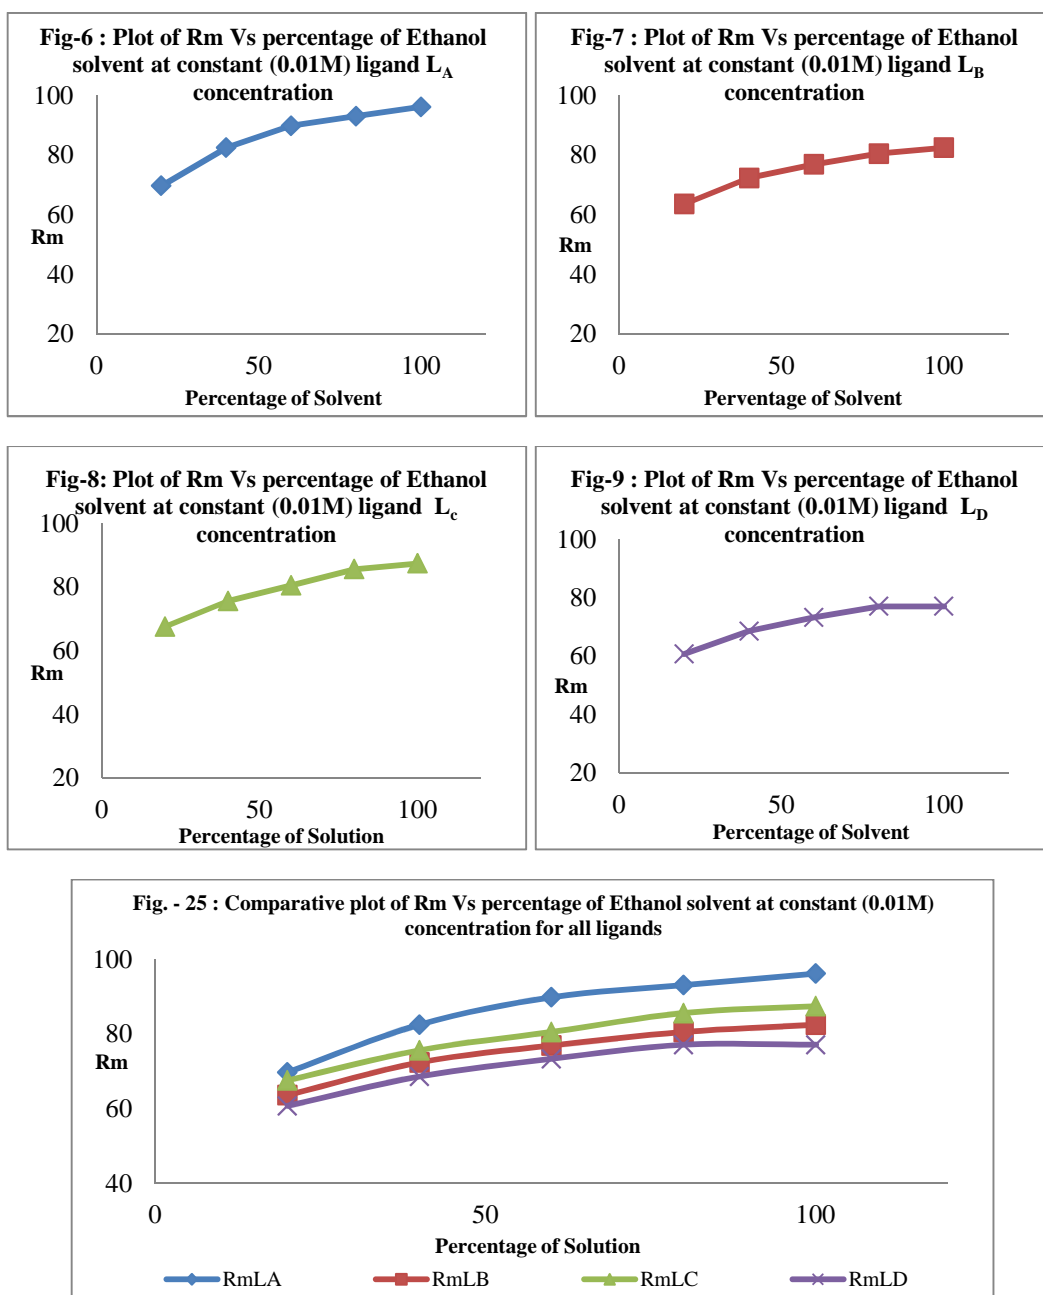 Fig-6 : Plot of Rm Vs percentage of Ethanol
solvent at constant (0.01M) ligand L_A
concentration
100
80
60
Rm
40
20
0 50 100
Percentage of Solvent
Fig-7 : Plot of Rm Vs percentage of Ethanol
solvent at constant (0.01M) ligand L_B
concentration
100
80
60
Rm
40
20
0 50 100
Perventage of Solvent
Fig-8: Plot of Rm Vs percentage of Ethanol
solvent at constant (0.01M) ligand L_c
concentration
100
80
60
Rm
40
20
0 50 100
Percentage of Solution
Fig-9 : Plot of Rm Vs percentage of Ethanol
solvent at constant (0.01M) ligand L_D
concentration
100
80
60
Rm
40
20
0 50 100
Percentage of Solvent
Fig. - 25 : Comparative plot of Rm Vs percentage of Ethanol solvent at constant (0.01M)
concentration for all ligands
100
80
Rm
60
40
0 50 100
Percentage of Solution
RmLA RmLB RmLC RmLD